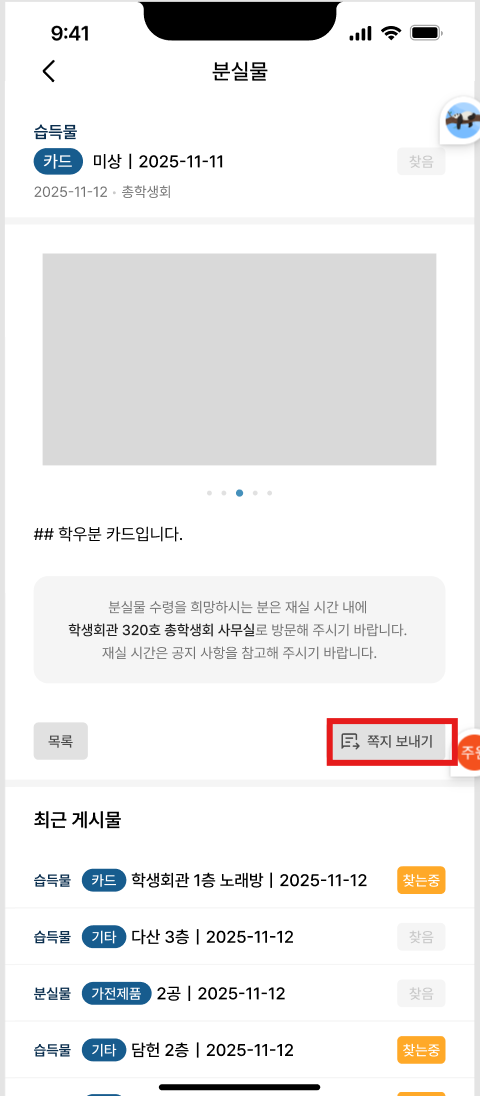 9:41
분실물
습득물
카드 미상 | 2025-11-11
찾음
2025-11-12 • 총학생회
## 학우분 카드입니다.
분실물 수령을 희망하시는 분은 재실 시간 내에
학생회관 320호 총학생회 사무실로 방문해 주시기 바랍니다.
재실 시간은 공지 사항을 참고해 주시기 바랍니다.
목록 쪽지 보내기
최근 게시물
습득물 카드 학생회관 1층 노래방 | 2025-11-12 찾는중
습득물 기타 다산 3층 | 2025-11-12 찾음
분실물 가전제품 2공 | 2025-11-12 찾음
습득물 기타 담헌 2층 | 2025-11-12 찾는중